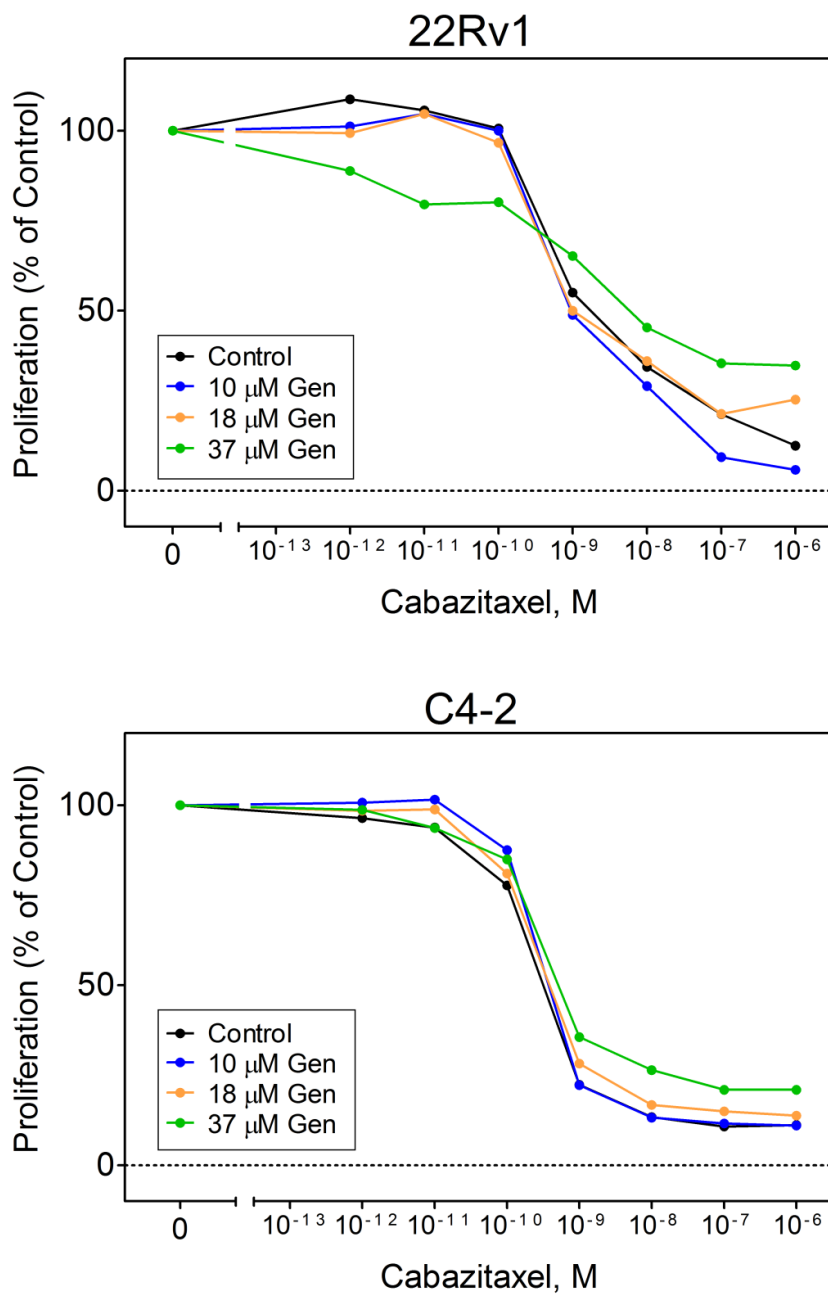 22Rv1
Proliferation (% of Control)
100
50
0
Control
10 μM Gen
18 μM Gen
37 μM Gen
0 10⁻¹³ 10⁻¹² 10⁻¹¹ 10⁻¹⁰ 10⁻⁹ 10⁻⁸ 10⁻⁷ 10⁻⁶
Cabazitaxel, M
C4-2
Proliferation (% of Control)
100
50
0
Control
10 μM Gen
18 μM Gen
37 μM Gen
0 10⁻¹³ 10⁻¹² 10⁻¹¹ 10⁻¹⁰ 10⁻⁹ 10⁻⁸ 10⁻⁷ 10⁻⁶
Cabazitaxel, M